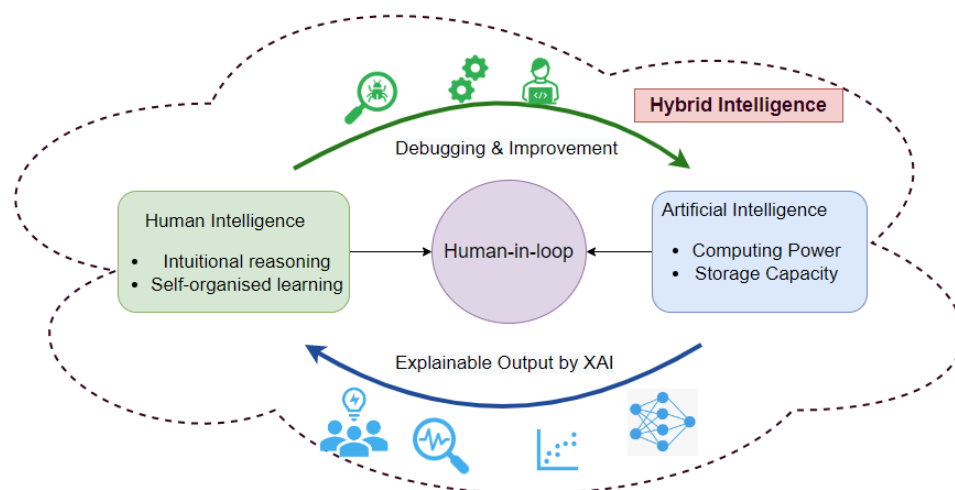 Hybrid Intelligence
Debugging & Improvement
Human Intelligence
• Intuitional reasoning
• Self-organised learning
Human-in-loop
Artificial Intelligence
• Computing Power
• Storage Capacity
Explainable Output by XAI